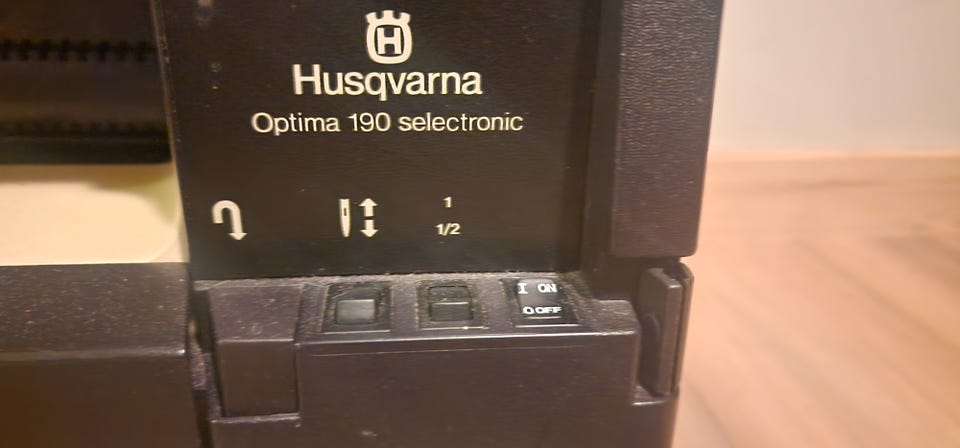 H
Husqvarna
Optima 190 selectronic
1
1/2
I ON
O OFF